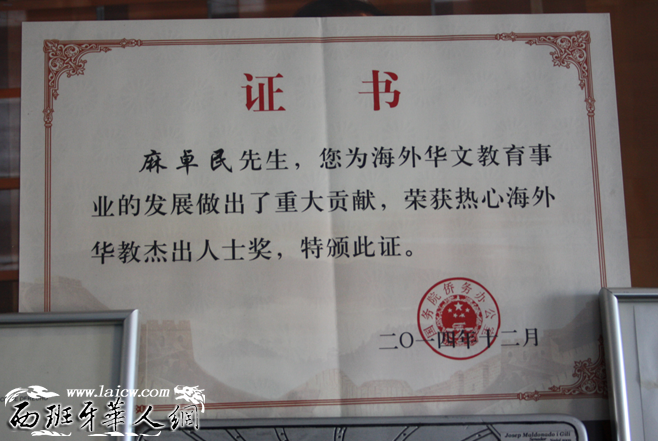 证 书
麻卓民先生，您为海外华文教育事
业的发展做出了重大贡献，荣获热心海外
华教杰出人士奖，特颁此证。
国务院侨务办公室
二〇一四年十二月
www.laicw.com
西班牙華人網
Josep Maldonado i Gili